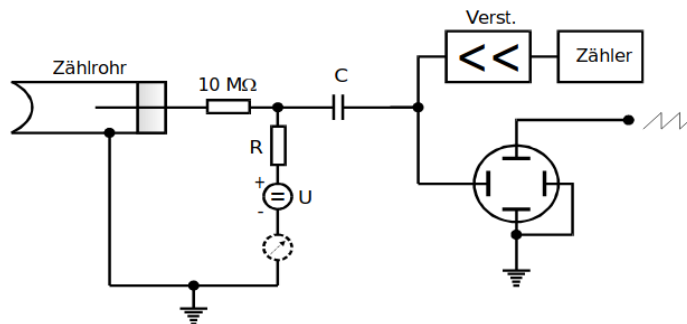 Verst.
Zählrohr
10 MΩ
C
<<
Zähler
R
+
=
U
-